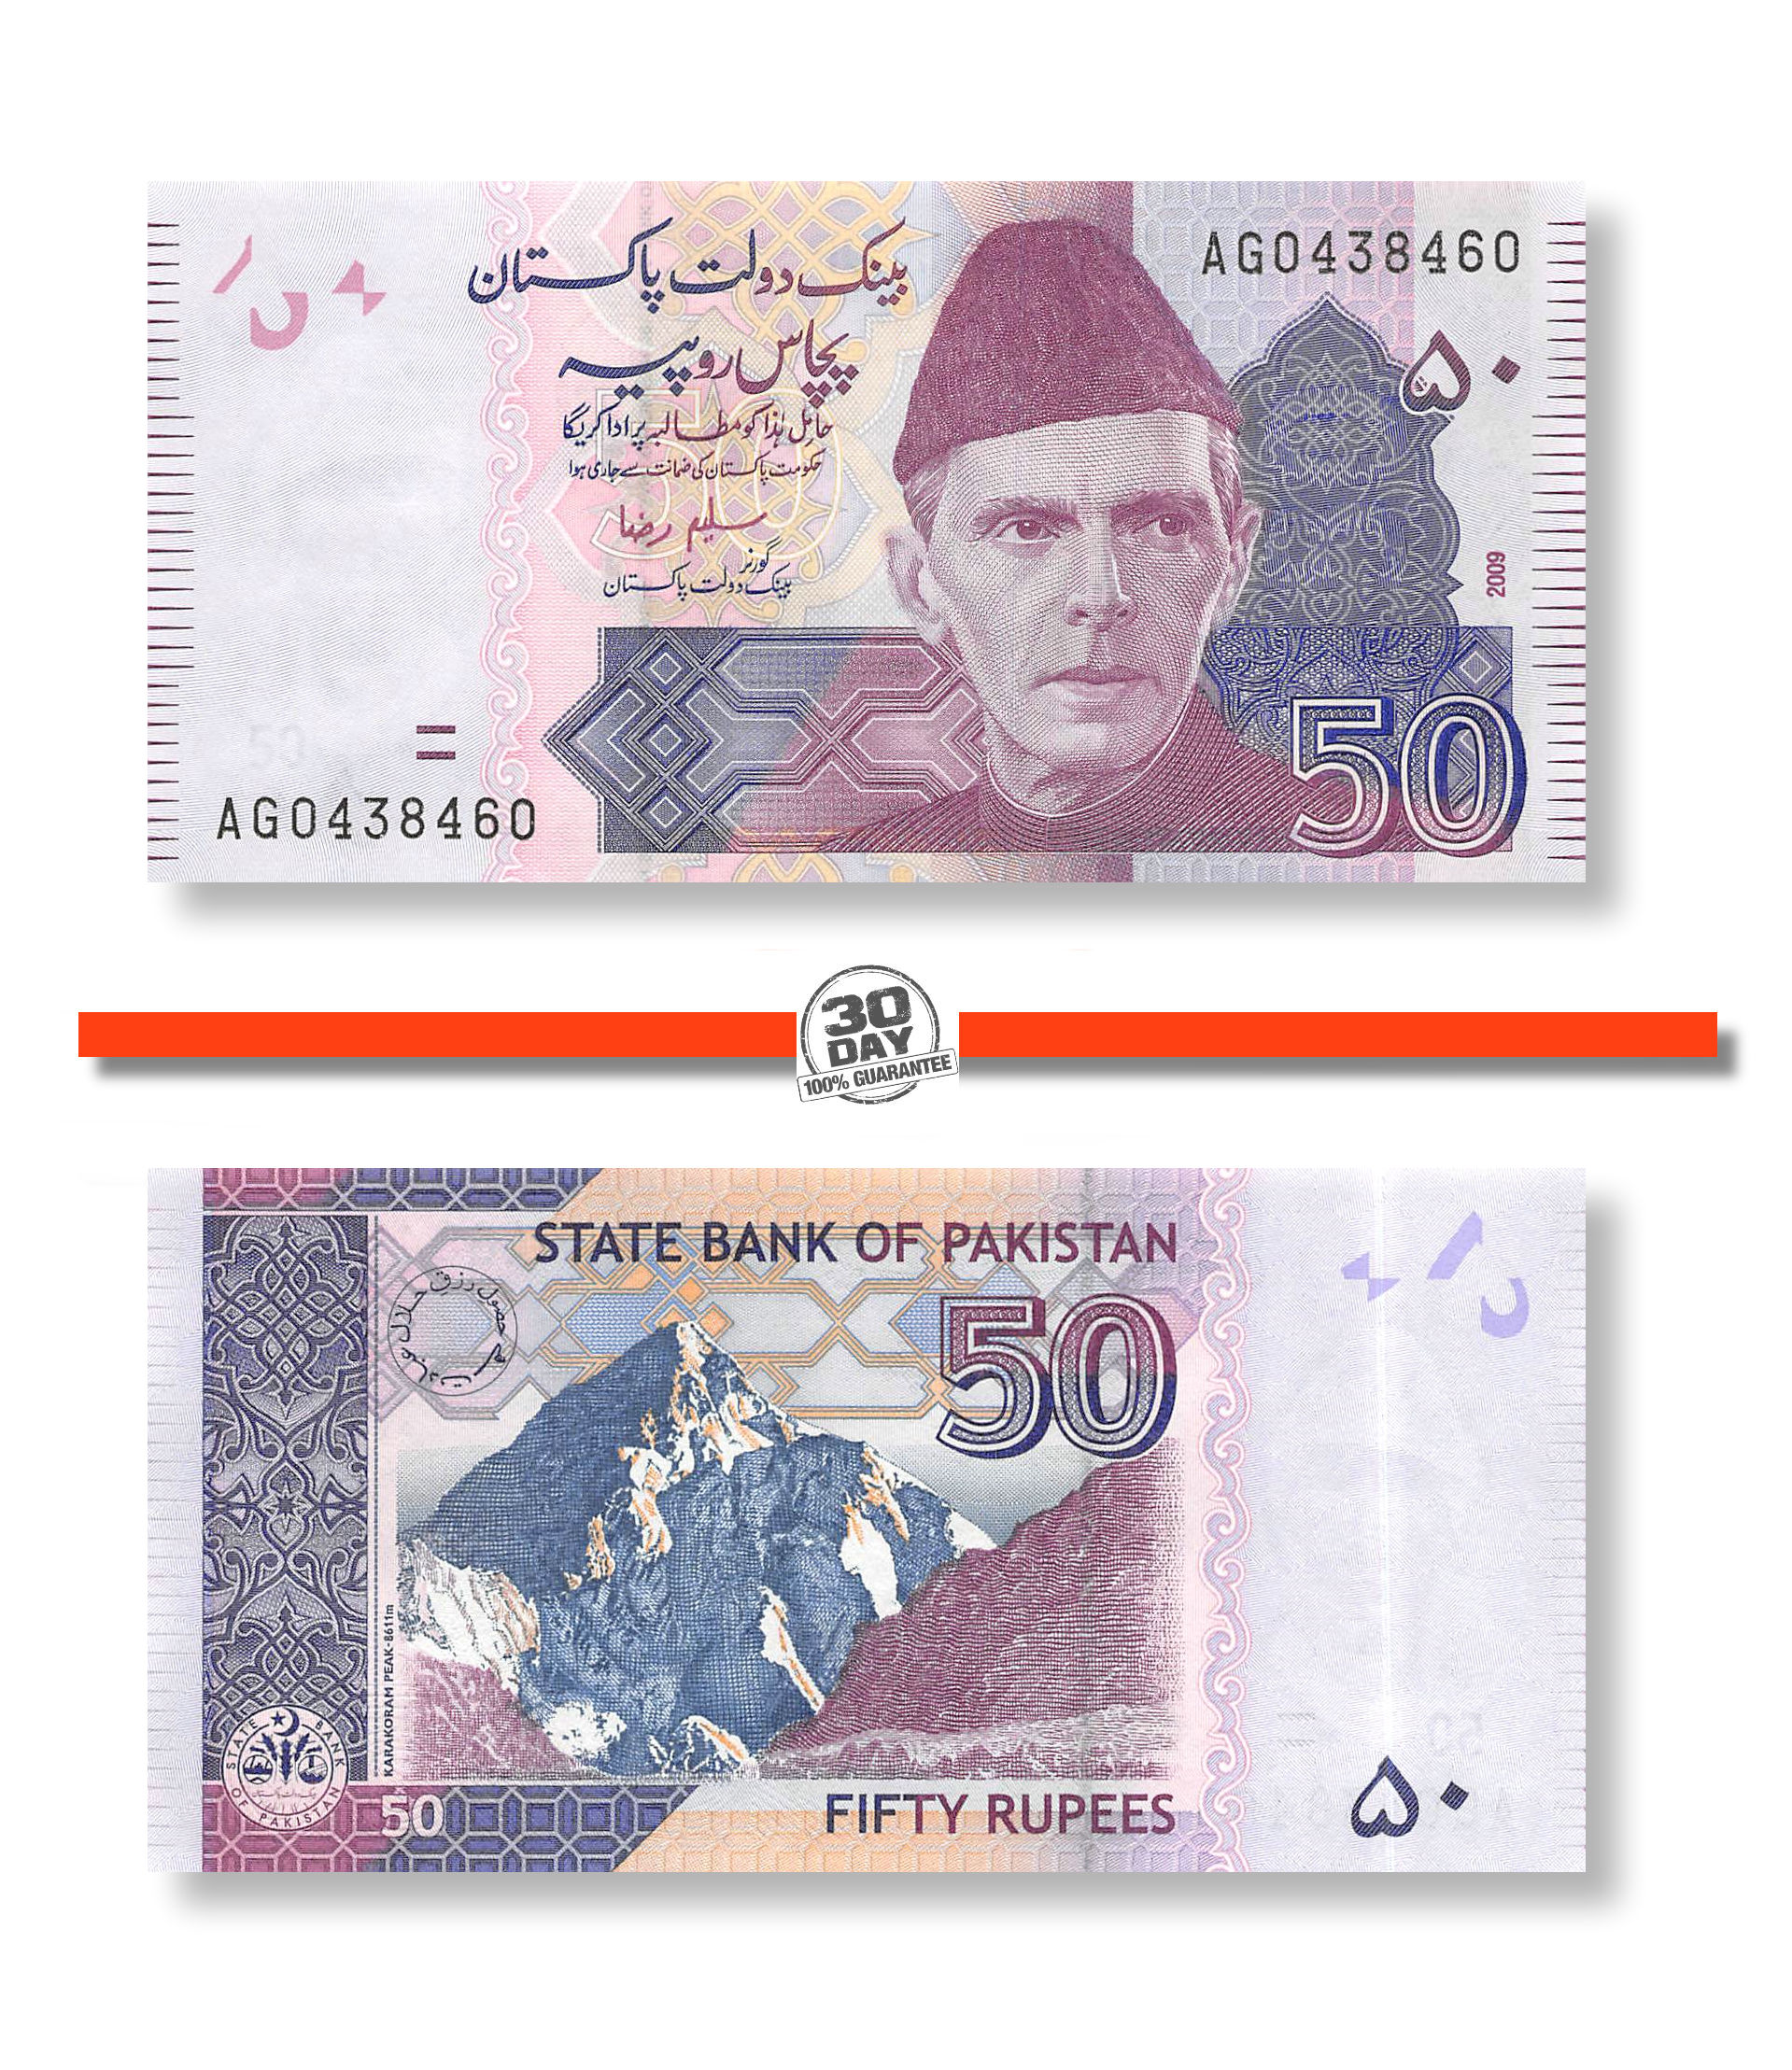 AG0438460
بینک دولت پاکستان
پچاس روپیہ
حامل ہٰذا کو مطالبہ پر ادا کریگا
حکومت پاکستان کی ضمانت سے جاری ہوا
سلیم رضا
گورنر
بینک دولت پاکستان
۵۰
2009
50
50
AG0438460
30
DAY
100% GUARANTEE
STATE BANK OF PAKISTAN
حصول رزق حلال عبادت ہے
50
KARAKORAM PEAK-8611m
STATE BANK OF PAKISTAN
50
FIFTY RUPEES
۵۰